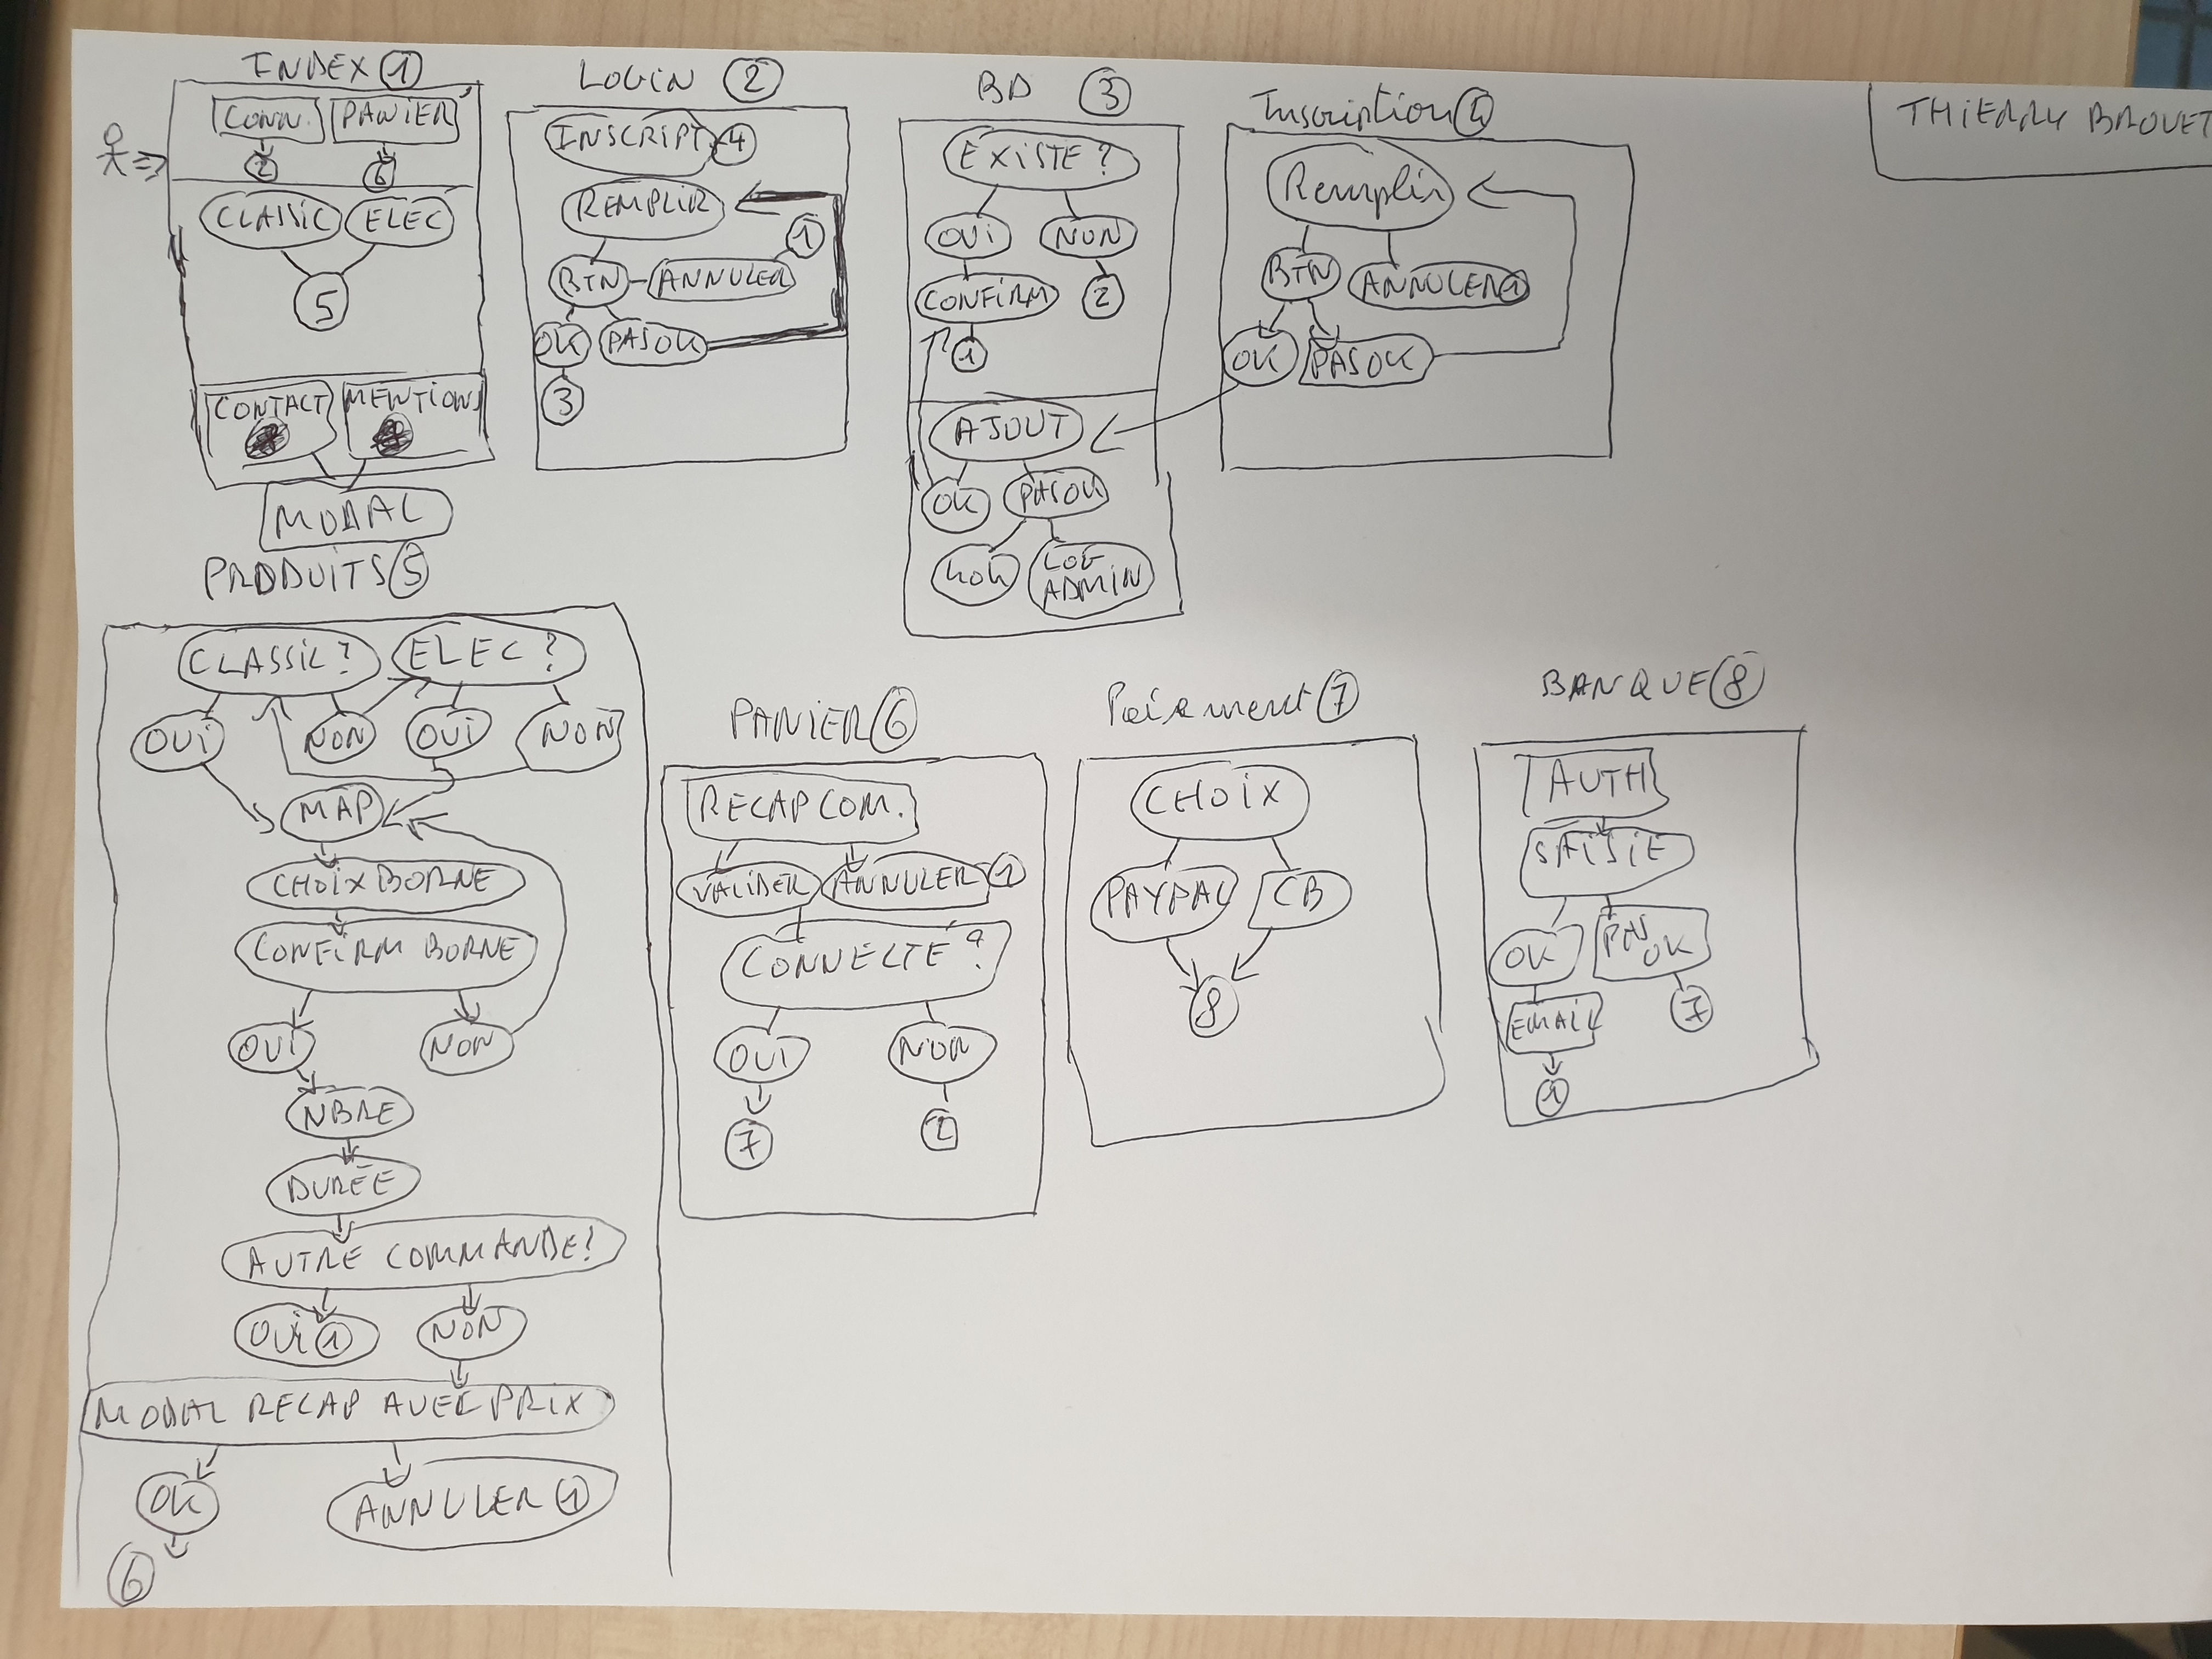 THIERRY BROUET
INDEX 1
CONN. PANIER
2 6
CLASSIC ELEC
5
CONTACT MENTIONS
MODAL
LOGIN 2
INSCRIPT 4
REMPLIR
BTN ANNULER 1
OK PASOK
3
BD 3
EXISTE ?
OUI NON
CONFIRM 2
1
AJOUT
OK PASOK
LOG ADMIN
Inscription 4
Remplir
BTN ANNULER
OK PASOK
PRODUITS 5
CLASSIC ? ELEC ?
OUI NON OUI NON
MAP
CHOIX BORNE
CONFIRM BORNE
OUI NON
NBRE
DURÉE
AUTRE COMMANDE!
OUI 1 NON
MODAL RECAP AVEC PRIX
OK ANNULER 1
6
PANIER 6
RECAP COM.
VALIDER ANNULER 1
CONNECTE ?
OUI NON
7 2
Paiement 7
CHOIX
PAYPAL CB
8
BANQUE 8
AUTH
SAISIE
OK PAS OK
EMAIL 7
1